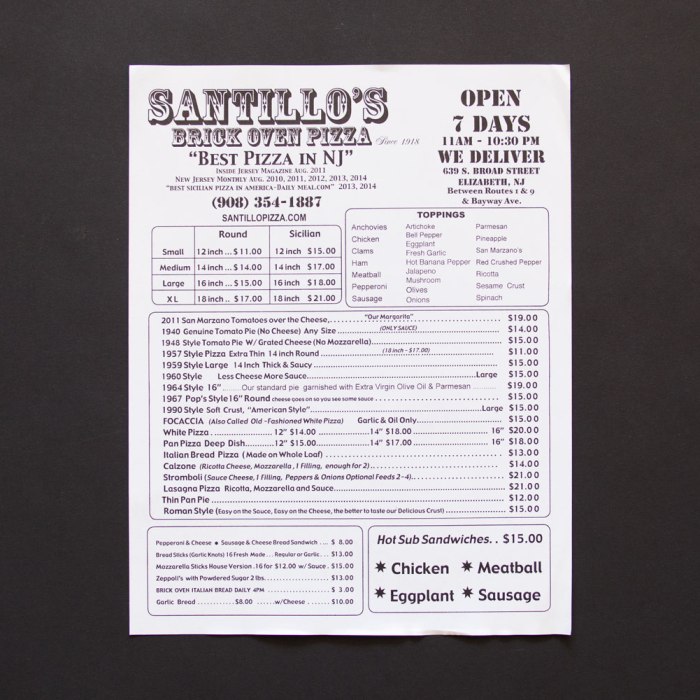 SANTILLO'S
BRICK OVEN PIZZA Since 1918
"BEST PIZZA IN NJ"
INSIDE JERSEY MAGAZINE AUG. 2011
NEW JERSEY MONTHLY AUG. 2010, 2011, 2012, 2013, 2014
"BEST SICILIAN PIZZA IN AMERICA-DAILY MEAL.COM" 2013, 2014
(908) 354-1887
SANTILLOPIZZA.COM
OPEN
7 DAYS
11AM - 10:30 PM
WE DELIVER
639 S. BROAD STREET
ELIZABETH, NJ
Between Routes 1 & 9
& Bayway Ave.
Round Sicilian
Small 12 inch ... $ 11.00 12 inch $ 15.00
Medium 14 inch ... $ 14.00 14 inch $ 17.00
Large 16 inch ... $ 15.00 16 inch $ 18.00
X L 18 inch ... $ 17.00 18 inch $ 21.00
TOPPINGS
Anchovies
Chicken
Clams
Ham
Meatball
Pepperoni
Sausage
Artichoke
Bell Pepper
Eggplant
Fresh Garlic
Hot Banana Pepper
Jalapeno
Mushroom
Olives
Onions
Parmesan
Pineapple
San Marzano's
Red Crushed Pepper
Ricotta
Sesame Crust
Spinach
2011 San Marzano Tomatoes over the Cheese,... "Our Margarita" ... $19.00
1940 Genuine Tomato Pie (No Cheese) Any Size ... (ONLY SAUCE) ... $14.00
1948 Style Tomato Pie W/ Grated Cheese (No Mozzarella)... $15.00
1957 Style Pizza Extra Thin 14 inch Round ... (18 inch - $17.00) ... $11.00
1959 Style Large 14 Inch Thick & Saucy ... $15.00
1960 Style Less Cheese More Sauce... Large $15.00
1964 Style 16" ... Our standard pie garnished with Extra Virgin Olive Oil & Parmesan ... $19.00
1967 Pop's Style 16" Round cheese goes on so you see some sauce ... $15.00
1990 Style Soft Crust, "American Style"... Large $15.00
FOCACCIA (Also Called Old -Fashioned White Pizza) Garlic & Oil Only... $15.00
White Pizza ... 12" $14.00 ... 14" $18.00 ... 16" $20.00
Pan Pizza Deep Dish... 12" $15.00 ... 14" $17.00 ... 16" $18.00
Italian Bread Pizza (Made on Whole Loaf) ... $13.00
Calzone (Ricotta Cheese, Mozzarella, 1 Filling, enough for 2)... $14.00
Stromboli (Sauce Cheese, 1 Filling, Peppers & Onions Optional Feeds 2-4)... $21.00
Lasagna Pizza Ricotta, Mozzarella and Sauce... $21.00
Thin Pan Pie ... $12.00
Roman Style (Easy on the Sauce, Easy on the Cheese, the better to taste our Delicious Crust) ... $15.00
Pepperoni & Cheese • Sausage & Cheese Bread Sandwich ... $ 8.00
Bread Sticks (Garlic Knots) 16 Fresh Made ... Regular or Garlic... $13.00
Mozzarella Sticks House Version .16 for $12.00 w/ Sauce . $15.00
Zeppoli's with Powdered Sugar 2 lbs. ... $13.00
BRICK OVEN ITALIAN BREAD DAILY 4PM ... $ 3.00
Garlic Bread ... $8.00 ... w/Cheese ... $10.00
Hot Sub Sandwiches. . $15.00
✷ Chicken ✷ Meatball
✷ Eggplant ✷ Sausage